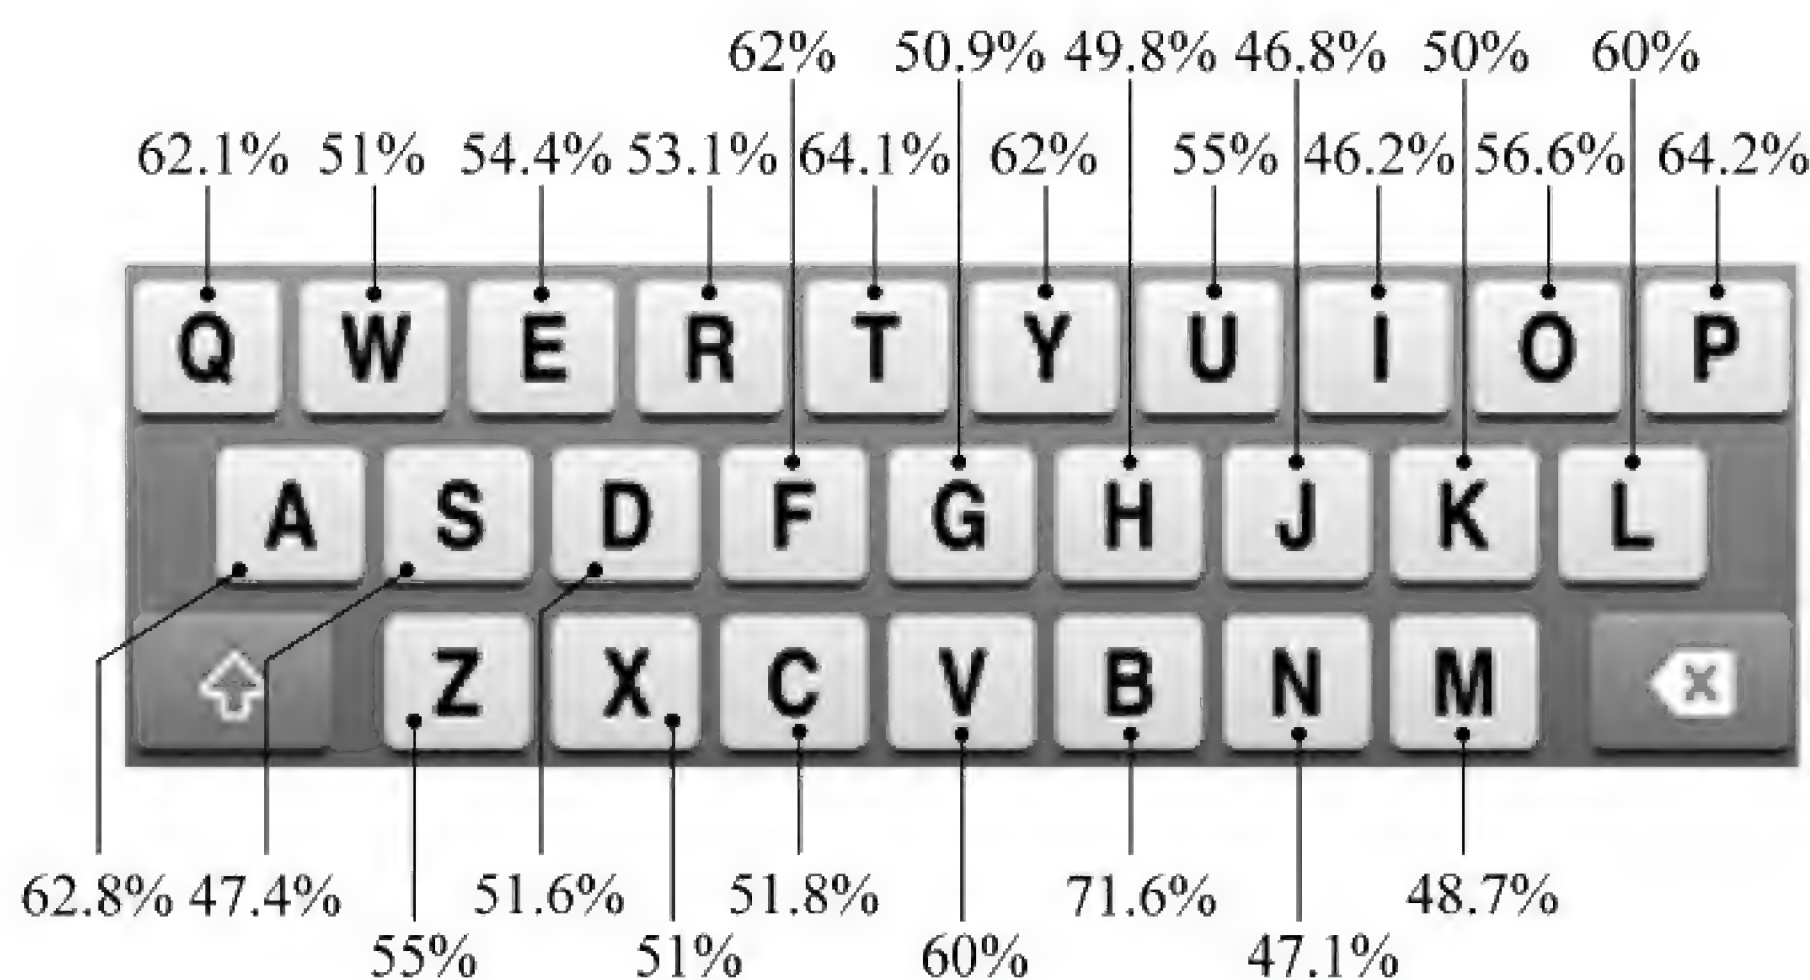 62% 50.9% 49.8% 46.8% 50% 60%
62.1% 51% 54.4% 53.1% 64.1% 62% 55% 46.2% 56.6% 64.2%
Q W E R T Y U I O P
A S D F G H J K L
Z X C V B N M
62.8% 47.4% 51.6% 51.8% 71.6% 48.7%
55% 51% 60% 47.1%